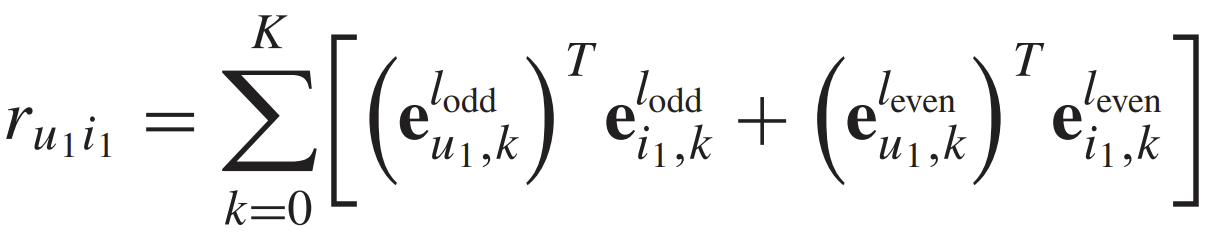 r_{u_1 i_1} = \sum_{k=0}^{K} \left[ \left( \mathbf{e}_{u_1,k}^{l_{\text{odd}}} \right)^T \mathbf{e}_{i_1,k}^{l_{\text{odd}}} + \left( \mathbf{e}_{u_1,k}^{l_{\text{even}}} \right)^T \mathbf{e}_{i_1,k}^{l_{\text{even}}} \right]